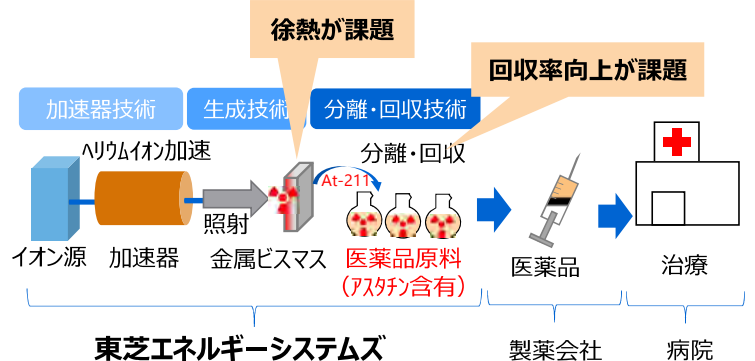 徐熱が課題
回収率向上が課題
加速器技術
生成技術
分離・回収技術
ヘリウムイオン加速
分離・回収
At-211
照射
イオン源
加速器
金属ビスマス
医薬品原料
（アスタチン含有）
医薬品
治療
東芝エネルギーシステムズ
製薬会社
病院